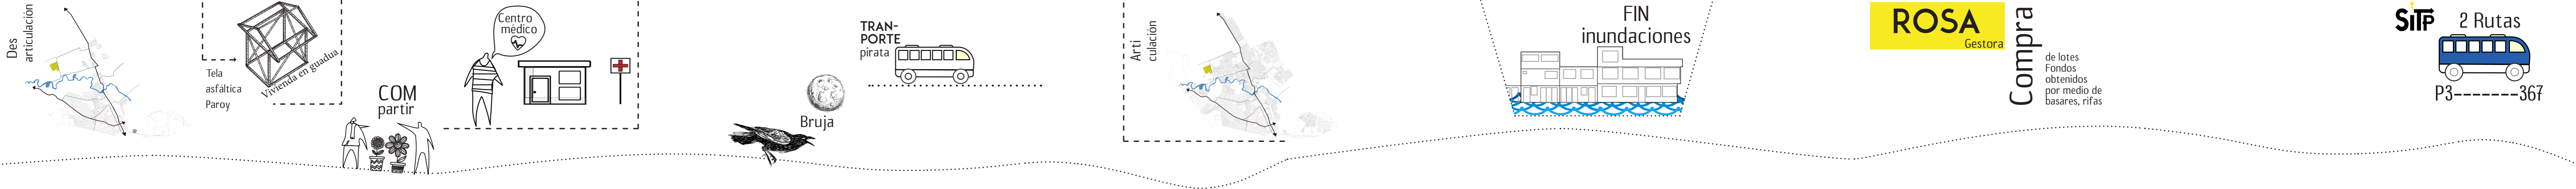 Des
articulacion
Tela
asfáltica
Paroy
Vivienda en guadua
COM
partir
Centro
médico
Bruja
TRAN-
PORTE
pirata
Arti
culación
FIN
inundaciones
ROSA
Gestora
Compra
de lotes
Fondos
obtenidos
por medio de
basares, rifas
SiTP
2 Rutas
P3--------367